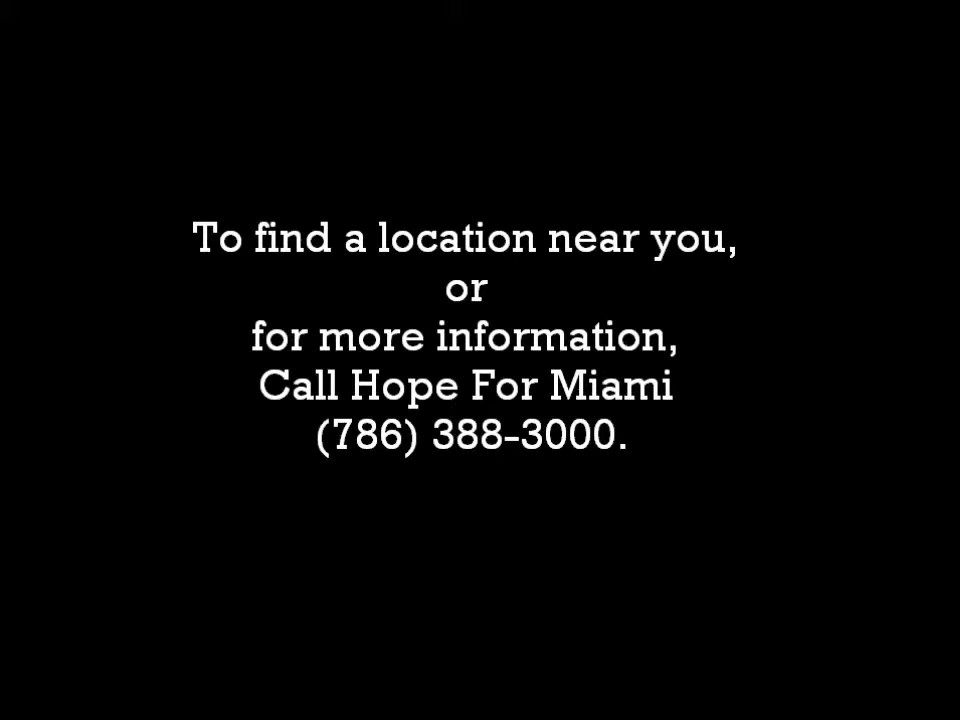 To find a location near you,
or
for more information,
Call Hope For Miami
(786) 388-3000.